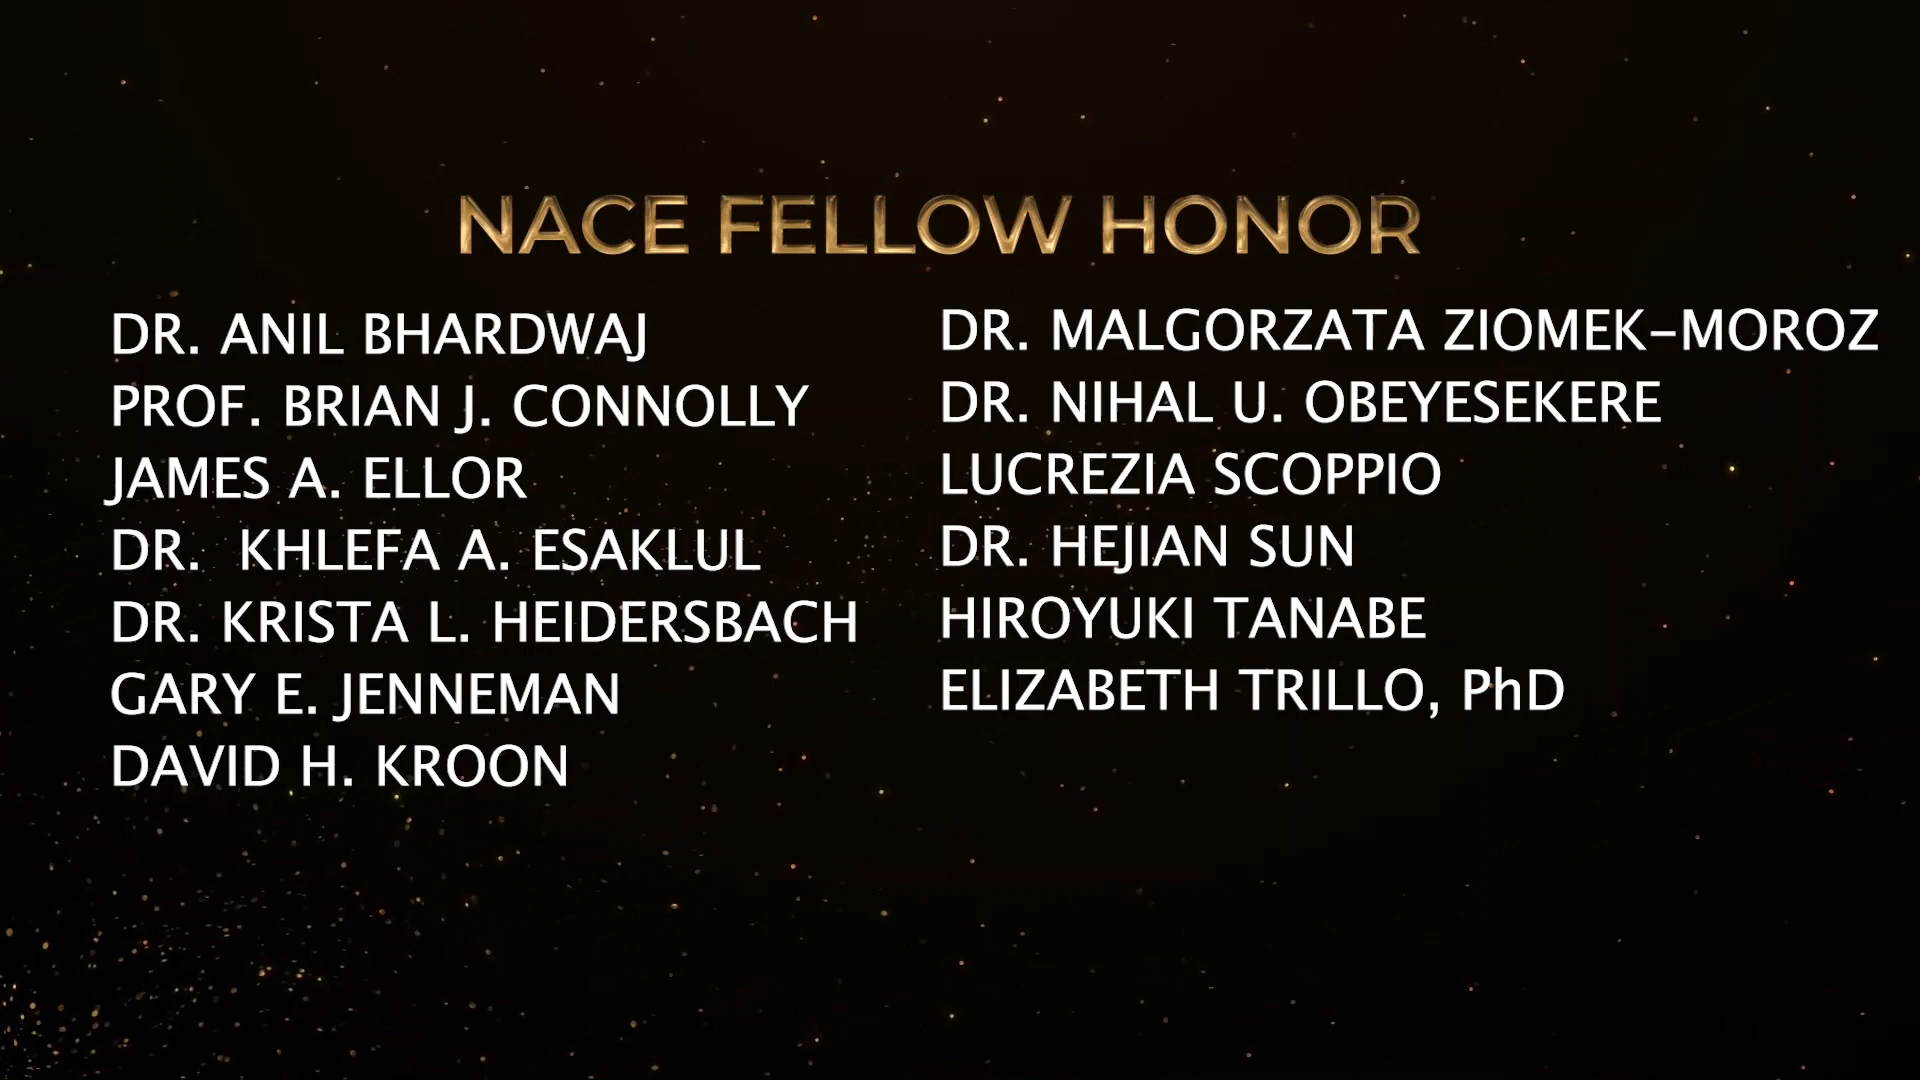 NACE FELLOW HONOR
DR. ANIL BHARDWAJ
PROF. BRIAN J. CONNOLLY
JAMES A. ELLOR
DR.  KHLEFA A. ESAKLUL
DR. KRISTA L. HEIDERSBACH
GARY E. JENNEMAN
DAVID H. KROON
DR. MALGORZATA ZIOMEK-MOROZ
DR. NIHAL U. OBEYESEKERE
LUCREZIA SCOPPIO
DR. HEJIAN SUN
HIROYUKI TANABE
ELIZABETH TRILLO, PhD